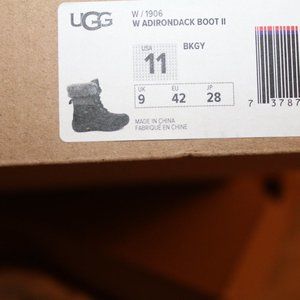 UGG
W / 1906
W ADIRONDACK BOOT II
USA
11
BKGY
UK
9
EU
42
JP
28
MADE IN CHINA
FABRIQUÉ EN CHINE
7 3787